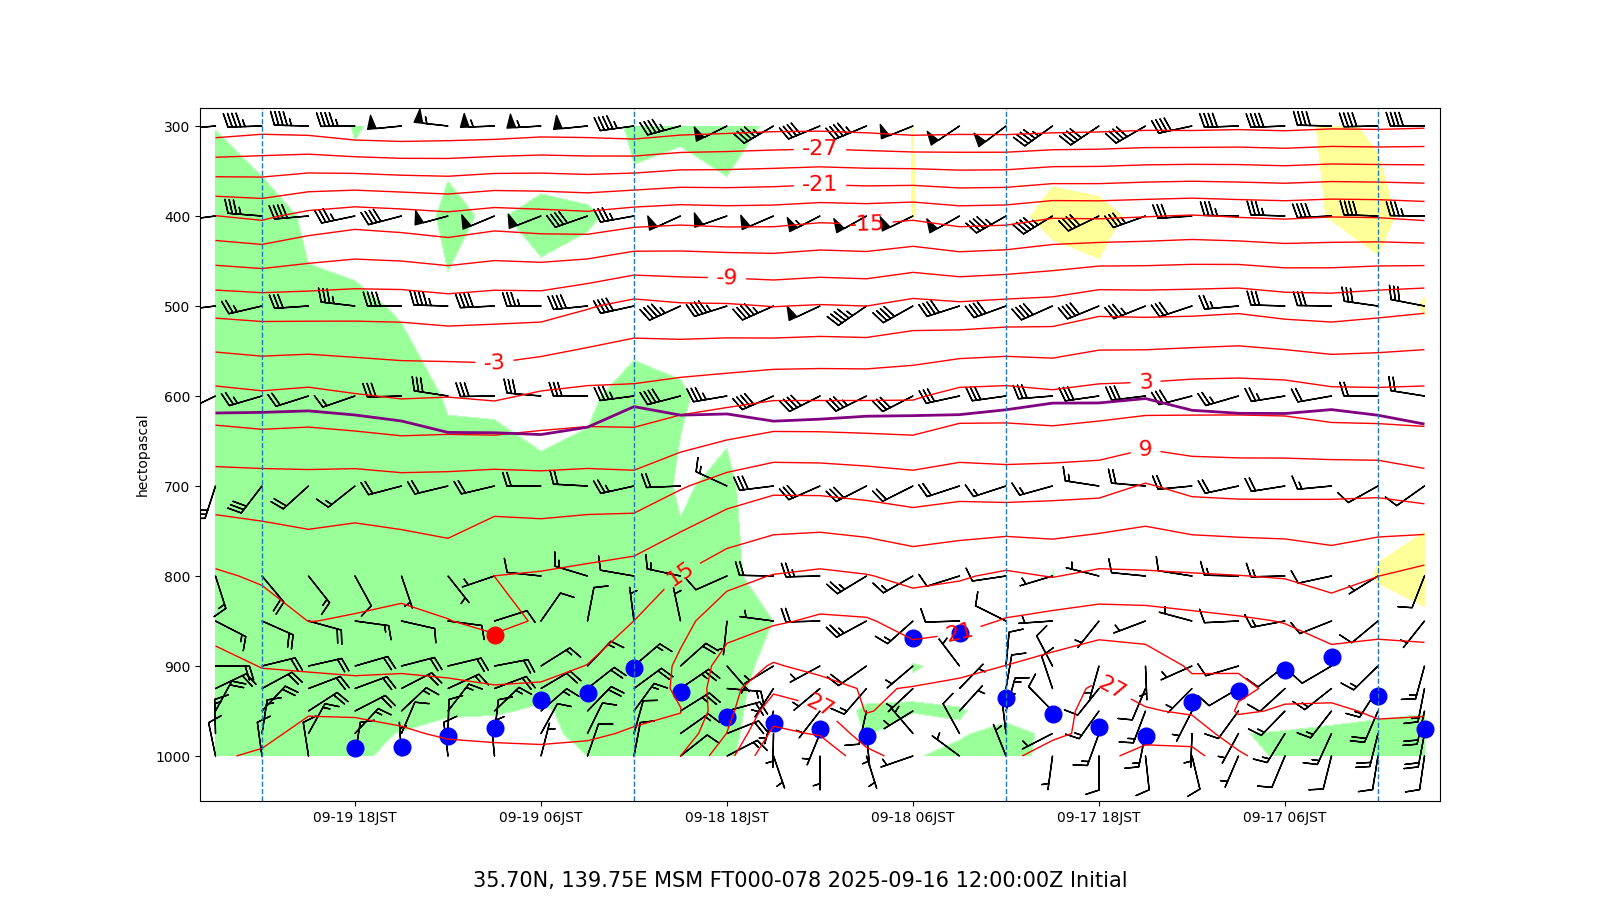 300
400
500
600
700
800
900
1000
hectopascal
-27
-21
-15
-9
-3
3
9
15
21
27
27
09-19 18JST
09-19 06JST
09-18 18JST
09-18 06JST
09-17 18JST
09-17 06JST
35.70N, 139.75E MSM FT000-078 2025-09-16 12:00:00Z Initial